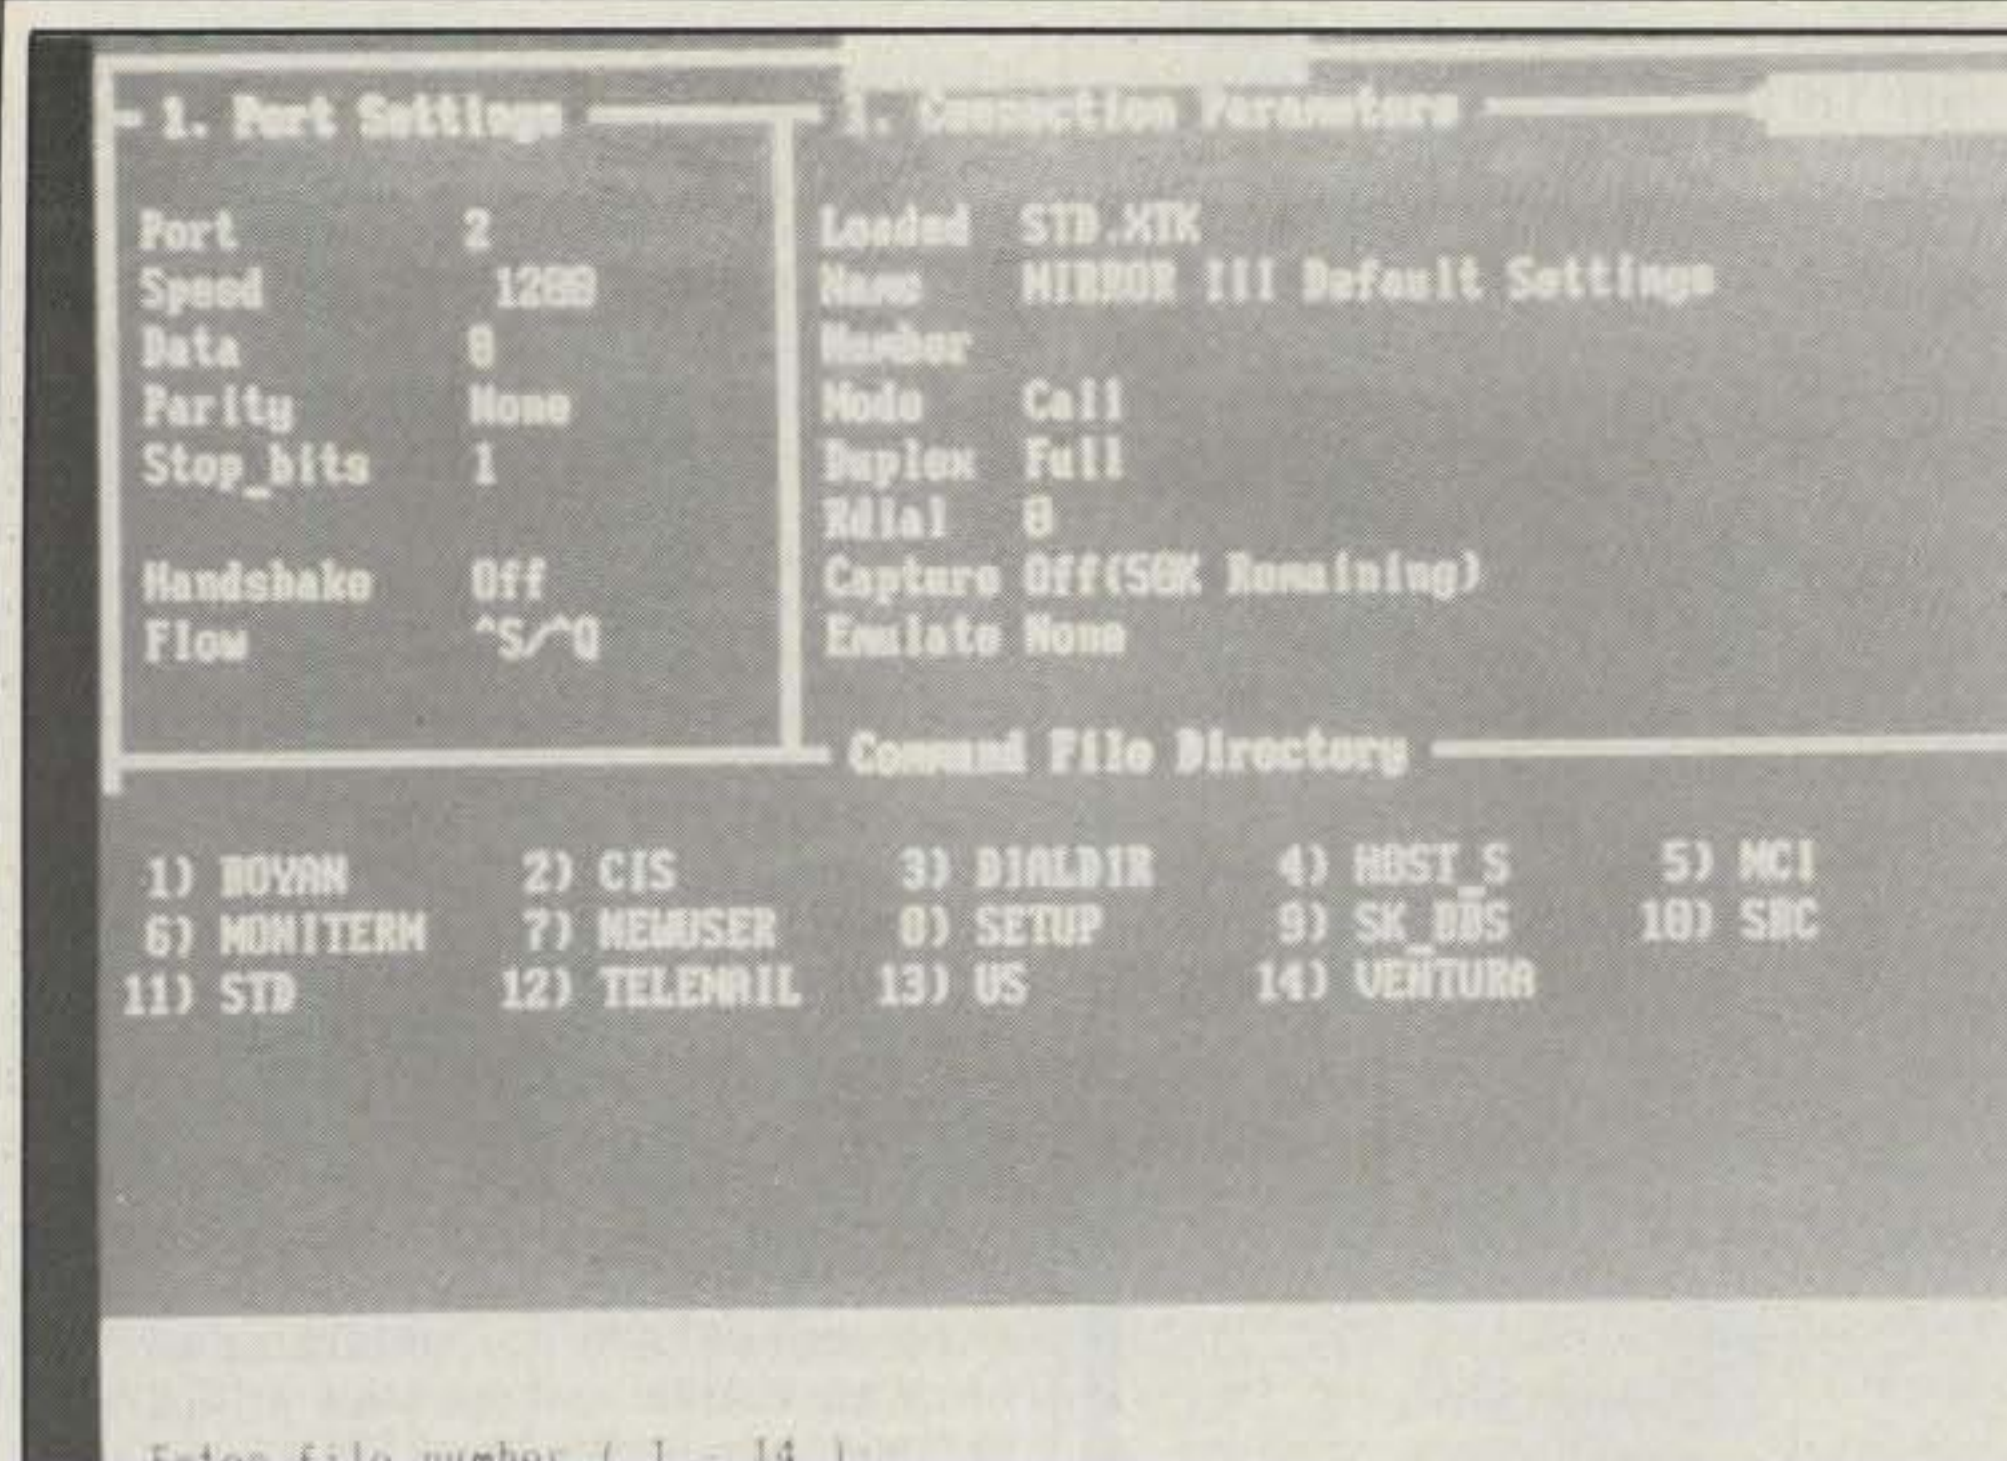 1. Port Settings
Port 2
Speed 1200
Data 8
Parity None
Stop_bits 1
Handshake Off
Flow ^S/^Q
1. Connection Parameters
Loaded STD.XTK
Name MIRROR III Default Settings
Number
Mode Call
Duplex Full
Rdial 0
Capture Off(56K Remaining)
Emulate None
Command File Directory
1) BOYAN 2) CIS 3) DIALDIR 4) HOST_S 5) MCI
6) MONITERM 7) NEWUSER 8) SETUP 9) SK_BBS 10) SBC
11) STD 12) TELEMAIL 13) US 14) VENTURA
Enter file number ( 1 - 14 )